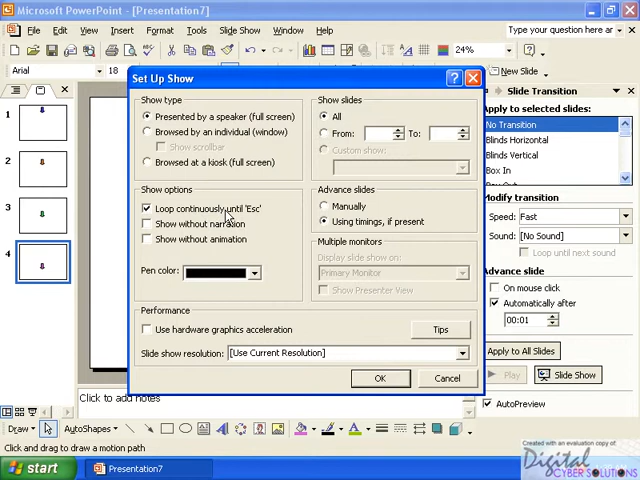 Microsoft PowerPoint - [Presentation7]
File Edit View Insert Format Tools Slide Show Window Help
Type your question ar
24%
Arial 18
New Slide
Slide Transition
Apply to selected slides:
No Transition
Blinds Horizontal
Blinds Vertical
Box In
Modify transition
Speed: Fast
Sound: [No Sound]
Loop until next sound
Advance slide
On mouse click
Automatically after
00:01
Apply to All Slides
Play
Slide Show
AutoPreview
1
2
3
4
Set Up Show
Show type
Presented by a speaker (full screen)
Browsed by an individual (window)
Show scrollbar
Browsed at a kiosk (full screen)
Show slides
All
From: To:
Custom show:
Show options
Loop continuously until 'Esc'
Show without narration
Show without animation
Pen color:
Advance slides
Manually
Using timings, if present
Multiple monitors
Display slide show on:
Primary Monitor
Show Presenter View
Performance
Use hardware graphics acceleration
Tips
Slide show resolution: [Use Current Resolution]
OK Cancel
Click to add notes
Draw AutoShapes
Click and drag to draw a motion path
start
Presentation7
Created with an evaluation copy of
Digital
CYBER SOLUTIONS